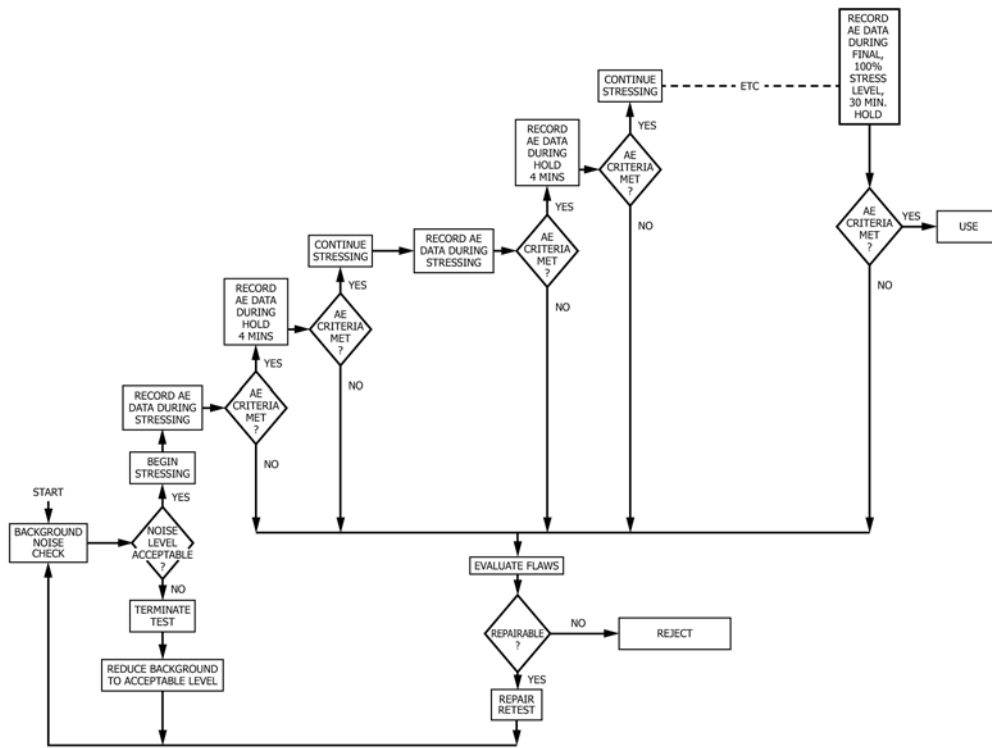 START
BACKGROUND
NOISE
CHECK
NOISE
LEVEL
ACCEPTABLE
?
YES
NO
TERMINATE
TEST
REDUCE BACKGROUND
TO ACCEPTABLE LEVEL
BEGIN
STRESSING
RECORD AE
DATA DURING
STRESSING
AE
CRITERIA
MET
?
YES
NO
RECORD
AE DATA
DURING
HOLD
4 MINS
AE
CRITERIA
MET
?
YES
NO
CONTINUE
STRESSING
RECORD AE
DATA DURING
STRESSING
AE
CRITERIA
MET
?
YES
NO
RECORD
AE DATA
DURING
HOLD
4 MINS
AE
CRITERIA
MET
?
YES
NO
CONTINUE
STRESSING
ETC
RECORD
AE DATA
DURING
FINAL,
100%
STRESS
LEVEL,
30 MIN.
HOLD
AE
CRITERIA
MET
?
YES
NO
USE
EVALUATE FLAWS
REPAIRABLE
?
NO
REJECT
YES
REPAIR
RETEST